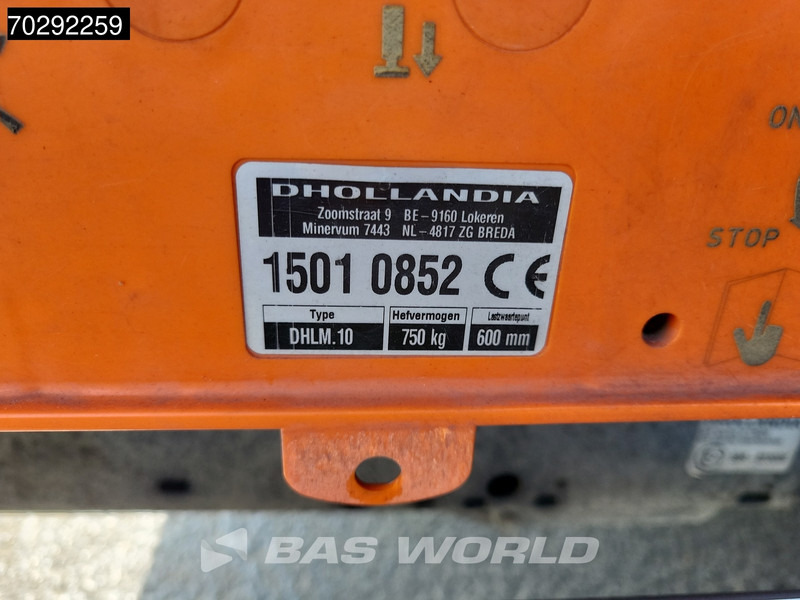 70292259
ON
STOP
DHOLLANDIA
Zoomstraat 9 BE-9160 Lokeren
Minervum 7443 NL-4817 ZG BREDA
1501 0852 CE
Type Hefvermogen Lastzwaartepunt
DHLM.10 750 kg 600 mm
BAS WORLD